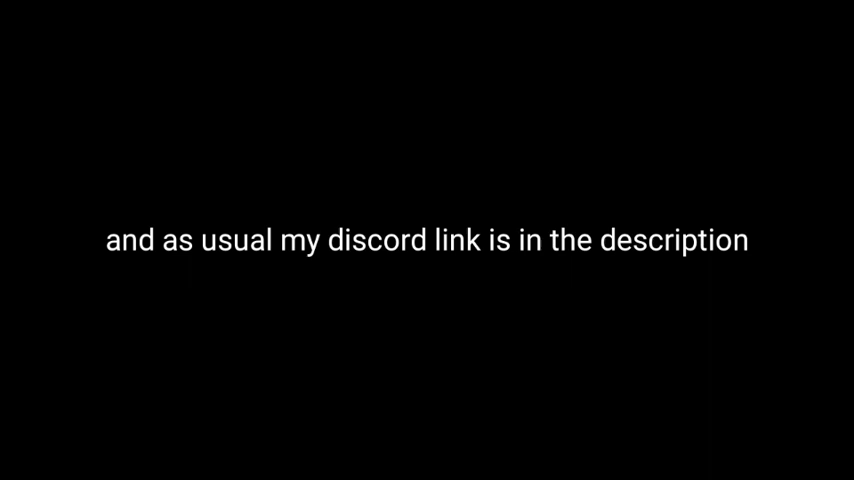 and as usual my discord link is in the description